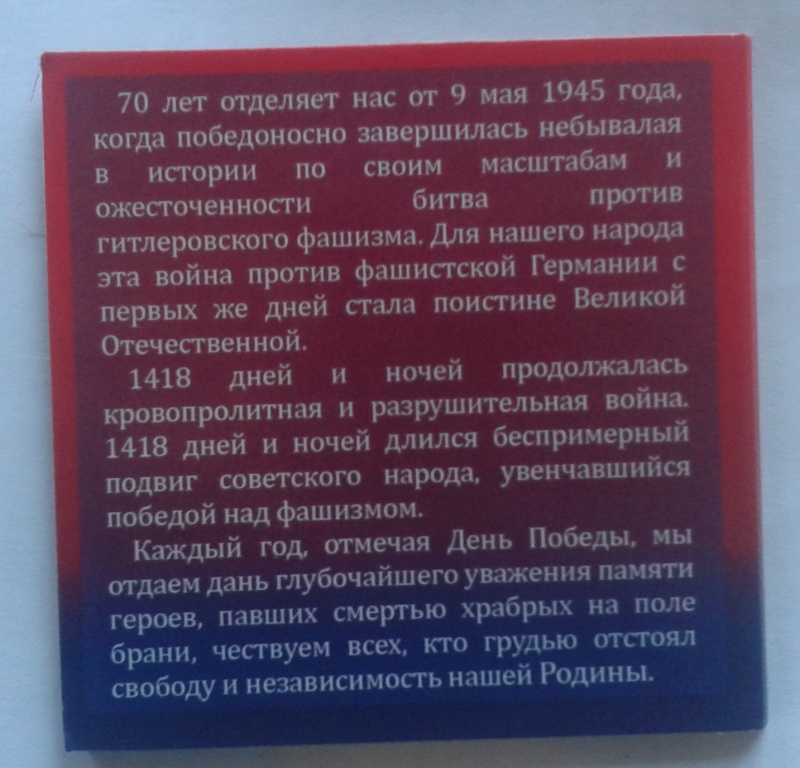 70 лет отделяет нас от 9 мая 1945 года,
когда победоносно завершилась небывалая
в истории по своим масштабам и
ожесточенности битва против
гитлеровского фашизма. Для нашего народа
эта война против фашистской Германии с
первых же дней стала поистине Великой
Отечественной.
1418 дней и ночей продолжалась
кровопролитная и разрушительная война.
1418 дней и ночей длился беспримерный
подвиг советского народа, увенчавшийся
победой над фашизмом.
Каждый год, отмечая День Победы, мы
отдаем дань глубочайшего уважения памяти
героев, павших смертью храбрых на поле
брани, чествуем всех, кто грудью отстоял
свободу и независимость нашей Родины.